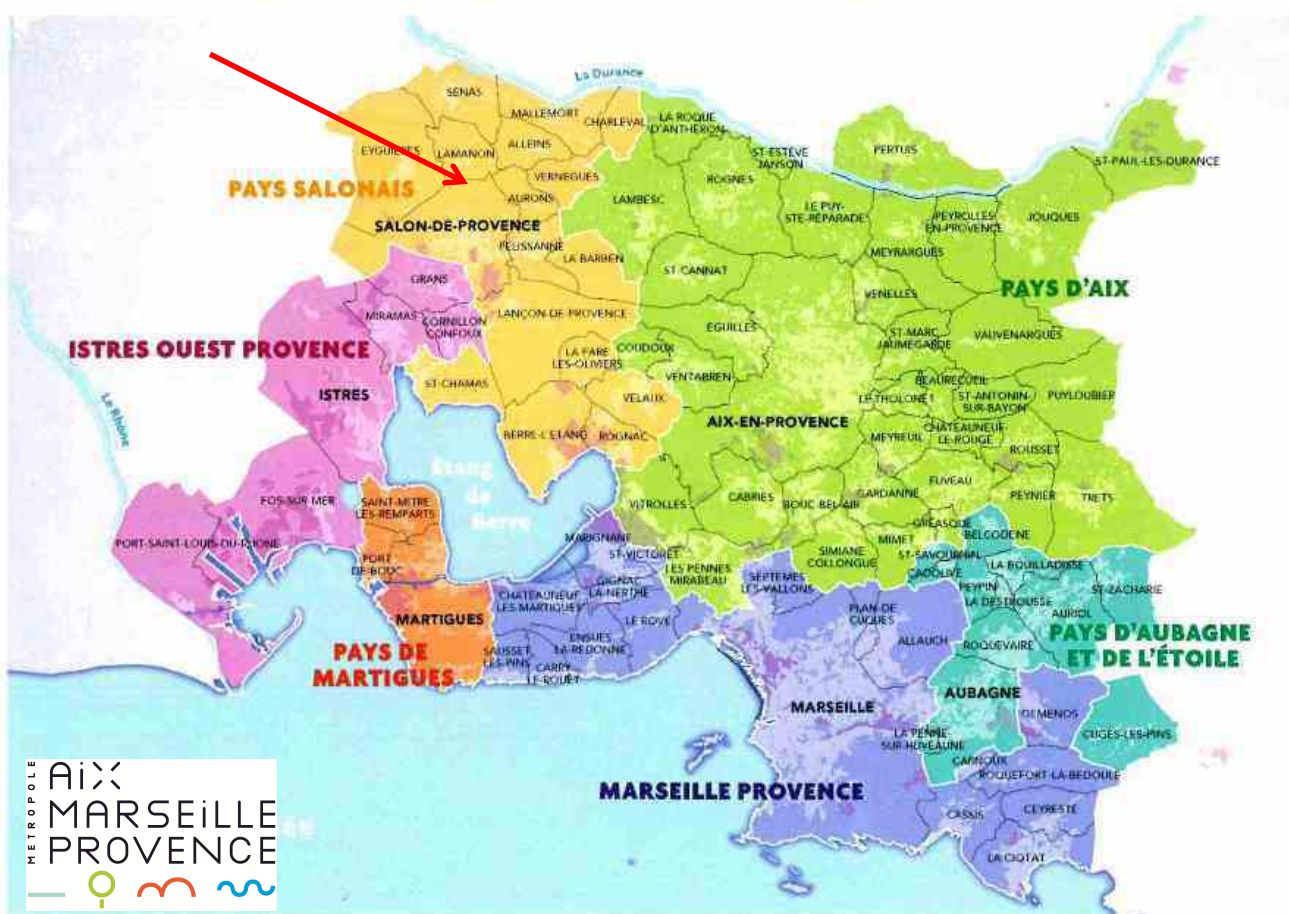 La Durance
SENAS
MALLEMORT
CHARLEVAL
LA ROQUE
D'ANTHÉRON
EYGUIÈRES
LAMANON
ALLEINS
VERNEGUES
AURONS
ST-ESTÈVE
JANSON
PERTUIS
ST-PAUL-LES-DURANCE
PAYS SALONAIS
SALON-DE-PROVENCE
PELISSANNE
LA BARBEN
LAMBESC
ROGNES
LE PUY-
STE-RÉPARADE
PEYROLLES-
EN-PROVENCE
JOUQUES
MEYRARGUES
ST-CANNAT
PAYS D'AIX
GRANS
MIRAMAS
CORNILLON
CONFOUX
LANÇON-DE-PROVENCE
VENELLES
EGUILLES
ST-MARC
JAUMEGARDE
VAUVENARGUES
ISTRES OUEST PROVENCE
ISTRES
ST-CHAMAS
LA FARE
LES-OLIVIERS
COUDOUX
VENTABREN
VELAUX
BEAURECUEIL
LE THOLONET
ST-ANTONIN-
SUR-BAYON
PUYLOUBIER
Le Rhône
AIX-EN-PROVENCE
BERRE-L'ETANG
ROGNAC
MEYREUIL
CHATEAUNEUF-
LE-ROUGE
ROUSSET
Étang
de
Berre
FOS-SUR-MER
SAINT-MITRE
LES-REMPARTS
VITROLLES
CABRIES
BOUC-BEL-AIR
GARDANNE
FUVEAU
PEYNIER
TRETS
PORT-SAINT-LOUIS-DU-RHONE
PORT
DE-BOUC
MARIGNANE
ST-VICTORET
LES PENNES
MIRABEAU
SIMIANE
COLLONGUE
MIMET
GRÉASQUE
BELCODENE
ST-SAVOURNIN
CADOLIVE
LA BOUILLADISSE
PEYPIN
LA DESTROUSSE
ST-ZACHARIE
AURIOL
MARTIGUES
CHATEAUNEUF
LES-MARTIGUES
GIGNAC
LA-NERTHE
SEPTEMES
LES-VALLONS
LE ROVE
PLAN-DE
CUQUES
ALLAUCH
ROQUEVAIRE
PAYS D'AUBAGNE
ET DE L'ÉTOILE
PAYS DE
MARTIGUES
SAUSSET
LES-PINS
CARRY
LE-ROUET
ENSUES
LA-REDONNE
MARSEILLE
AUBAGNE
GEMENOS
CUGES-LES-PINS
LA PENNE-
SUR-HUVEAUNE
CARNOUX
ROQUEFORT-LA-BEDOULE
MARSEILLE PROVENCE
CASSIS
CEYRESTE
LA CIOTAT
METROPOLE
AIX
MARSEILLE
PROVENCE